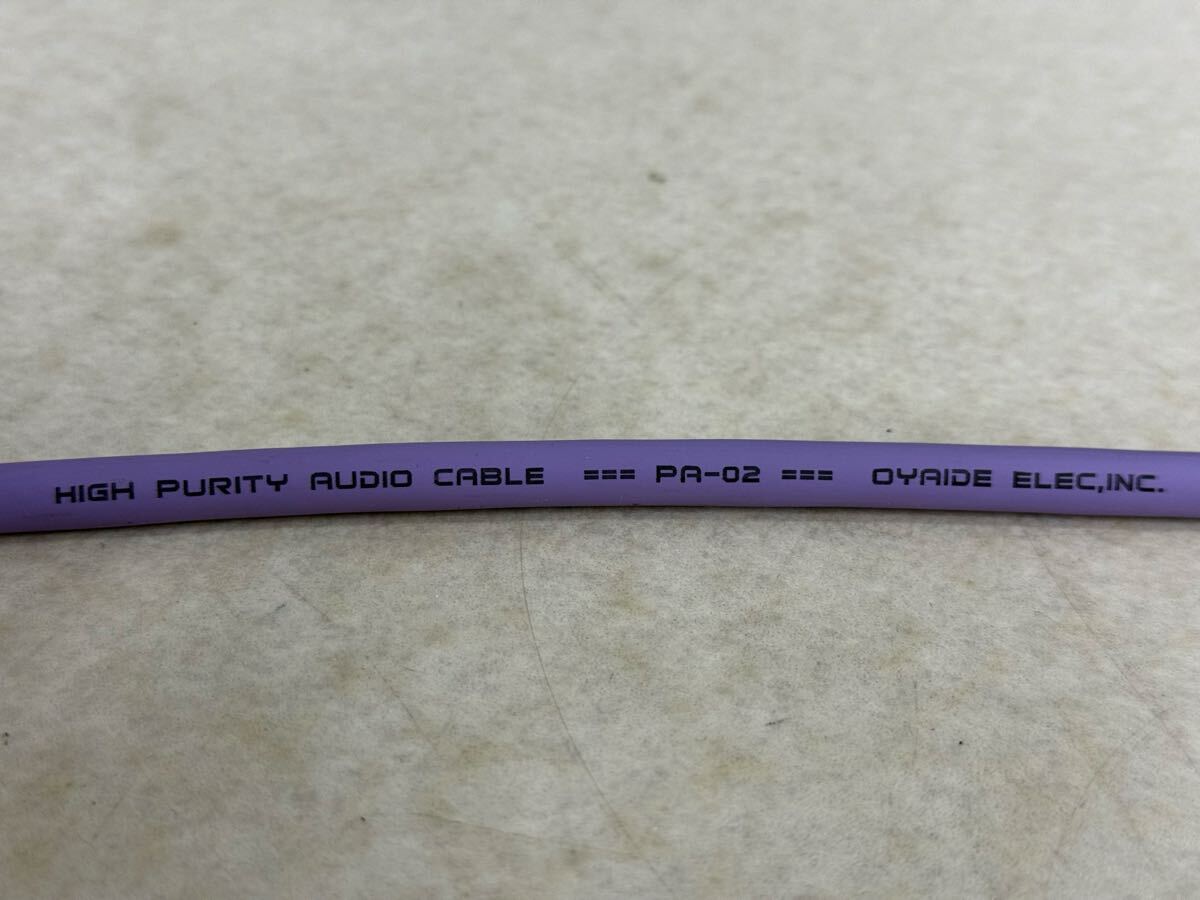 HIGH PURITY AUDIO CABLE === PA-02 === OYAIDE ELEC,INC.